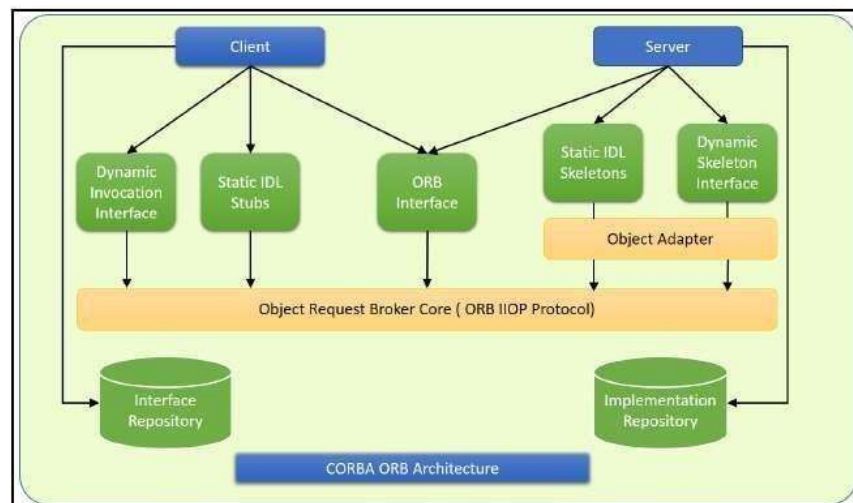 Client
Server
Dynamic
Invocation
Interface
Static IDL
Stubs
ORB
Interface
Static IDL
Skeletons
Dynamic
Skeleton
Interface
Object Adapter
Object Request Broker Core ( ORB IIOP Protocol)
Interface
Repository
Implementation
Repository
CORBA ORB Architecture